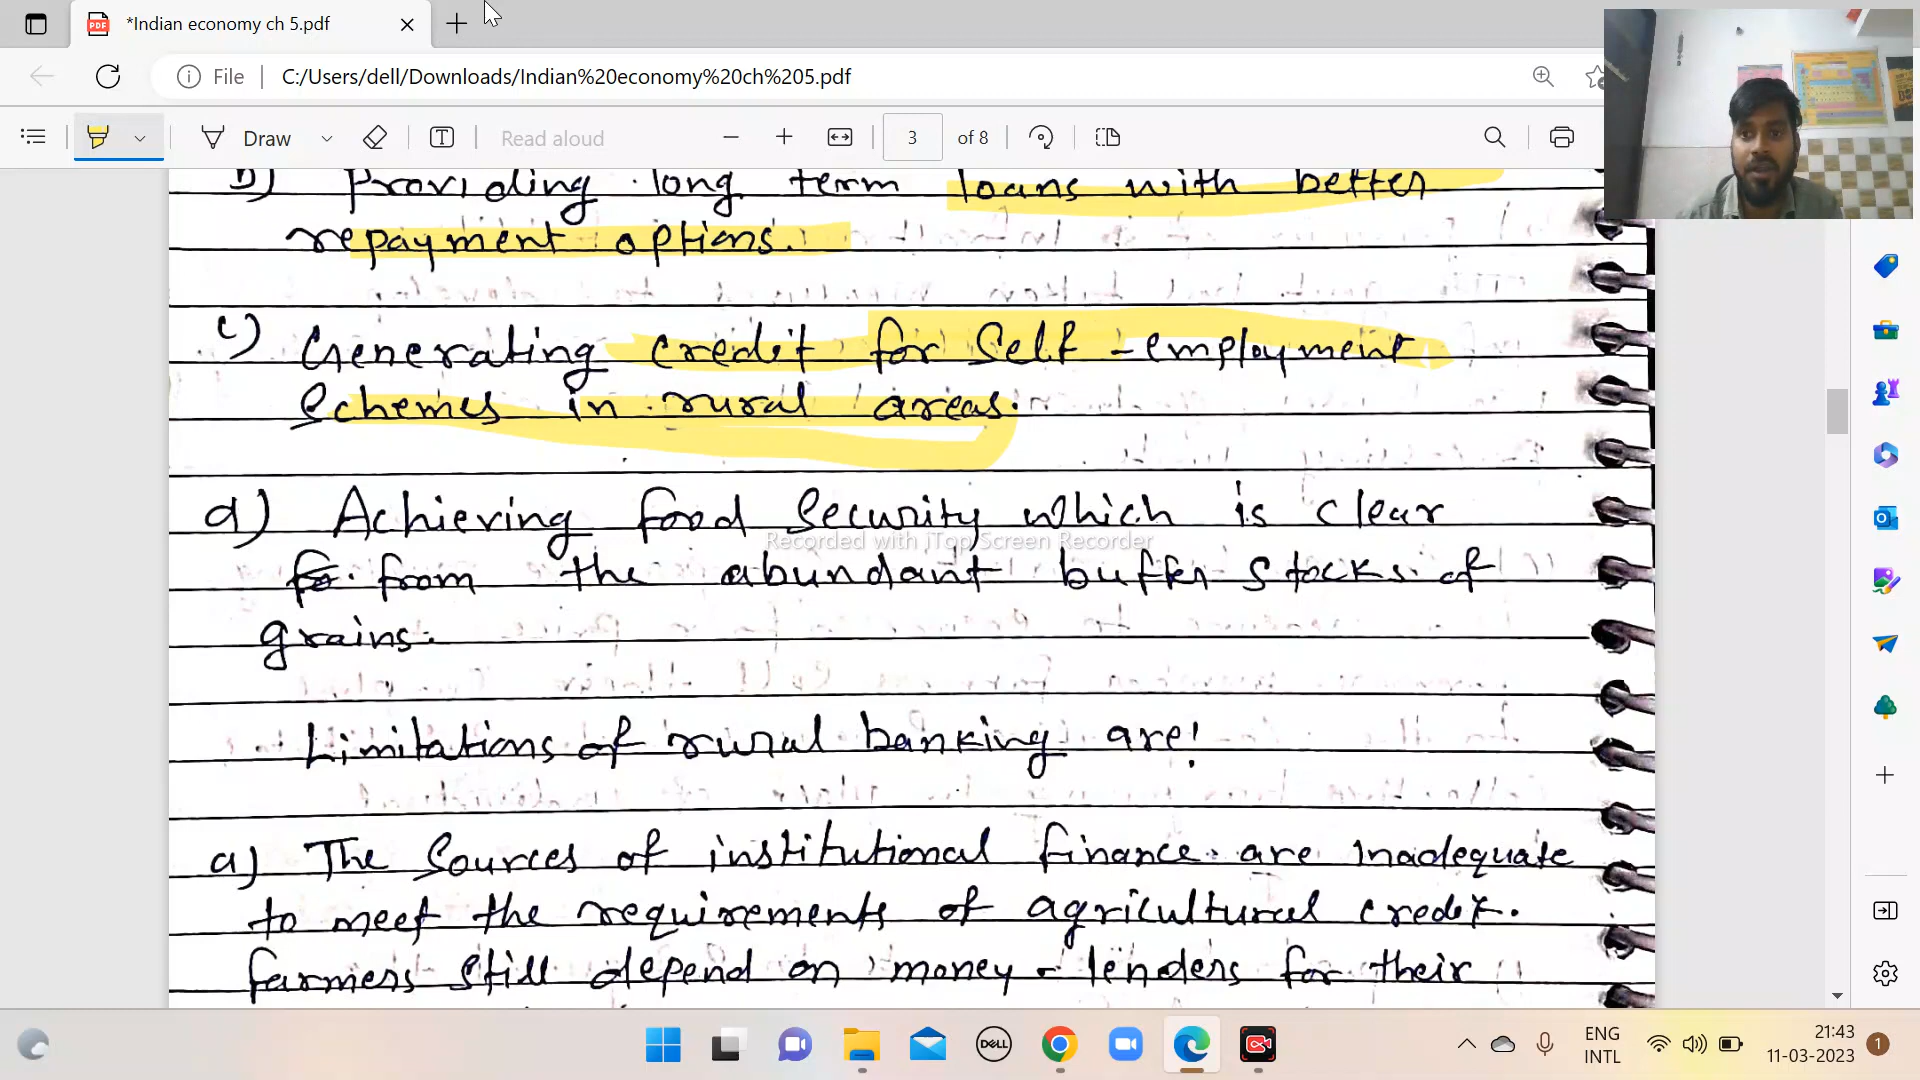 *Indian economy ch 5.pdf
File
C:/Users/dell/Downloads/Indian%20economy%20ch%205.pdf
Draw
Read aloud
3 of 8
b) Providing long term loans with better
repayment options.
c) Generating credit for Self-employment
Schemes in rural areas.
d) Achieving food Security which is clear
from the abundant buffer stocks of
grains.
Recorded with iTop Screen Recorder
Limitations of rural banking are!
a) The Sources of institutional finance are inadequate
to meet the requirements of agricultural credit.
farmers still depend on money-lenders for their
DELL
ENG
INTL
21:43
11-03-2023
1